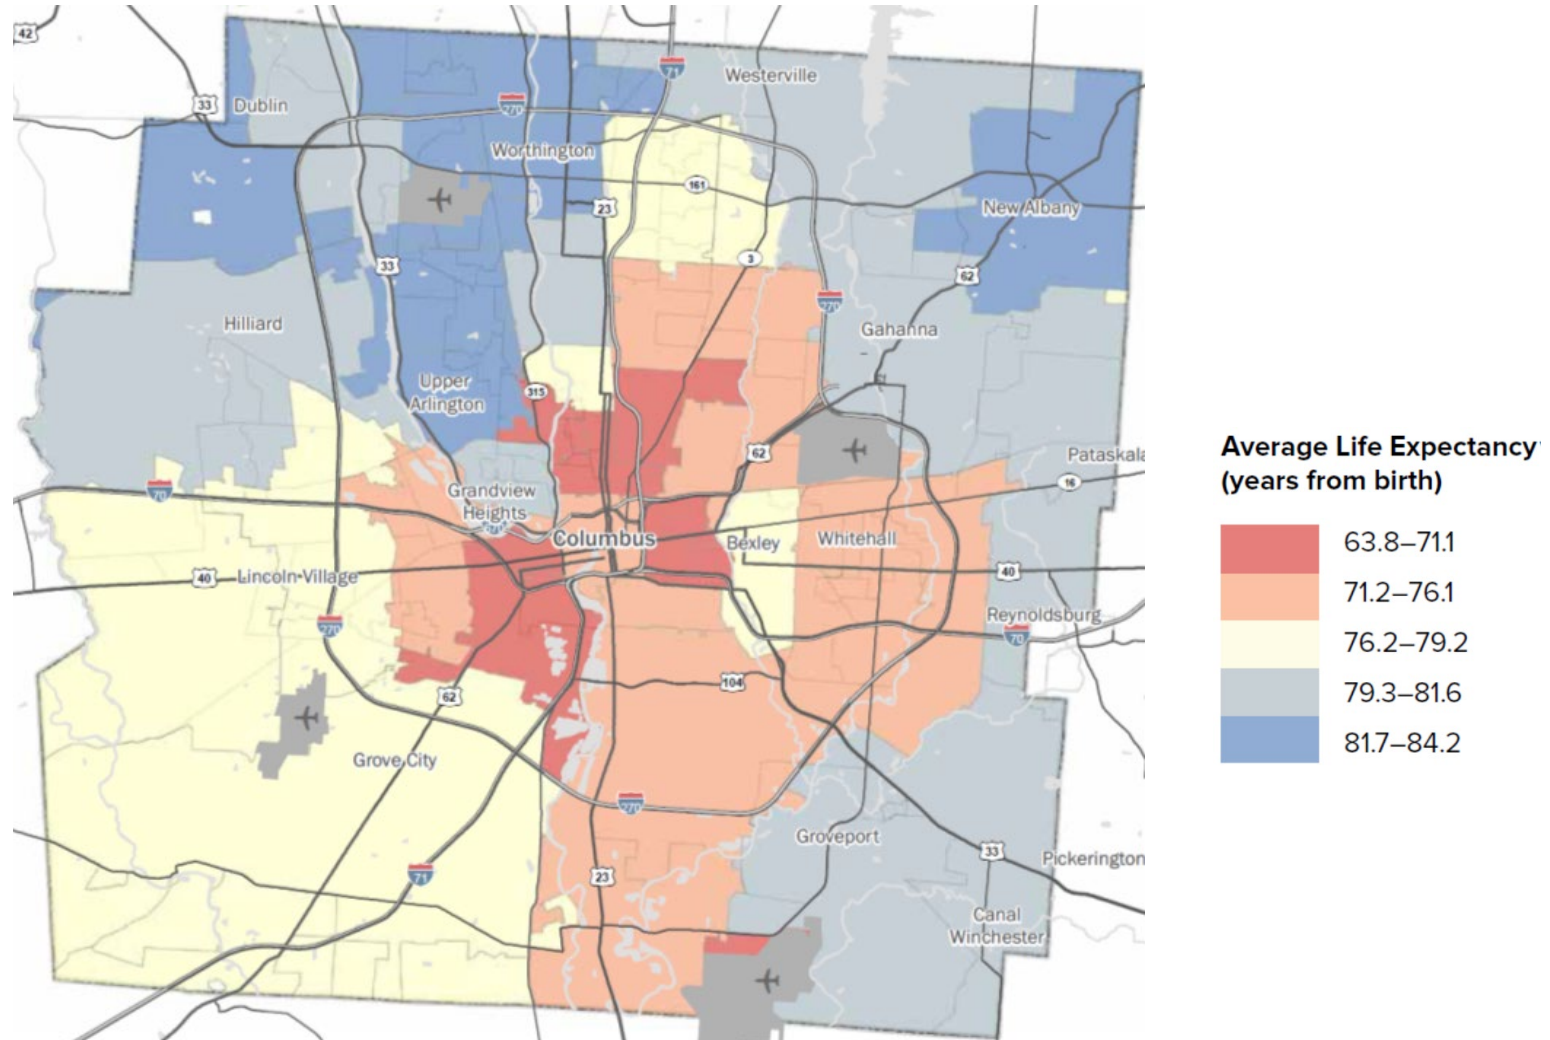 42
71
Westerville
33
Dublin
270
Worthington
161
23
New Albany
3
33
62
270
Hilliard
Gahanna
Upper
Arlington
315
62
Pataskala
16
70
Grandview
Heights
Columbus
Bexley
Whitehall
40
Lincoln Village
40
270
Reynoldsburg
70
62
104
Grove City
270
Groveport
33
Pickerington
71
23
Canal
Winchester
Average Life Expectancy
(years from birth)
63.8–71.1
71.2–76.1
76.2–79.2
79.3–81.6
81.7–84.2